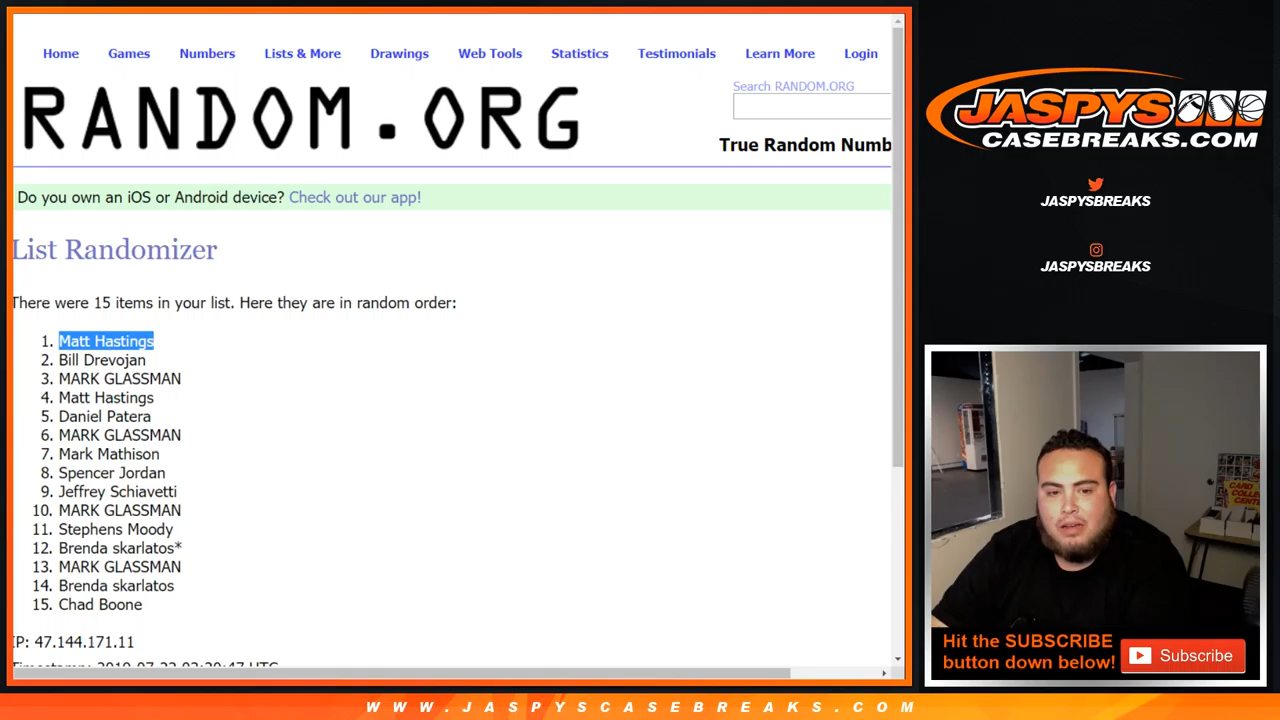 Home Games Numbers Lists & More Drawings Web Tools Statistics Testimonials Learn More Login
RANDOM.ORG
Search RANDOM.ORG
True Random Numb
Do you own an iOS or Android device? Check out our app!
List Randomizer
There were 15 items in your list. Here they are in random order:
1. Matt Hastings
2. Bill Drevojan
3. MARK GLASSMAN
4. Matt Hastings
5. Daniel Patera
6. MARK GLASSMAN
7. Mark Mathison
8. Spencer Jordan
9. Jeffrey Schiavetti
10. MARK GLASSMAN
11. Stephens Moody
12. Brenda skarlatos*
13. MARK GLASSMAN
14. Brenda skarlatos
15. Chad Boone
IP: 47.144.171.11
JASPYS
CASEBREAKS.COM
JASPYSBREAKS
JASPYSBREAKS
CARD
COLLEC
CENTER
Hit the SUBSCRIBE
button down below!
Subscribe
WWW.JASPYSCASEBREAKS.COM